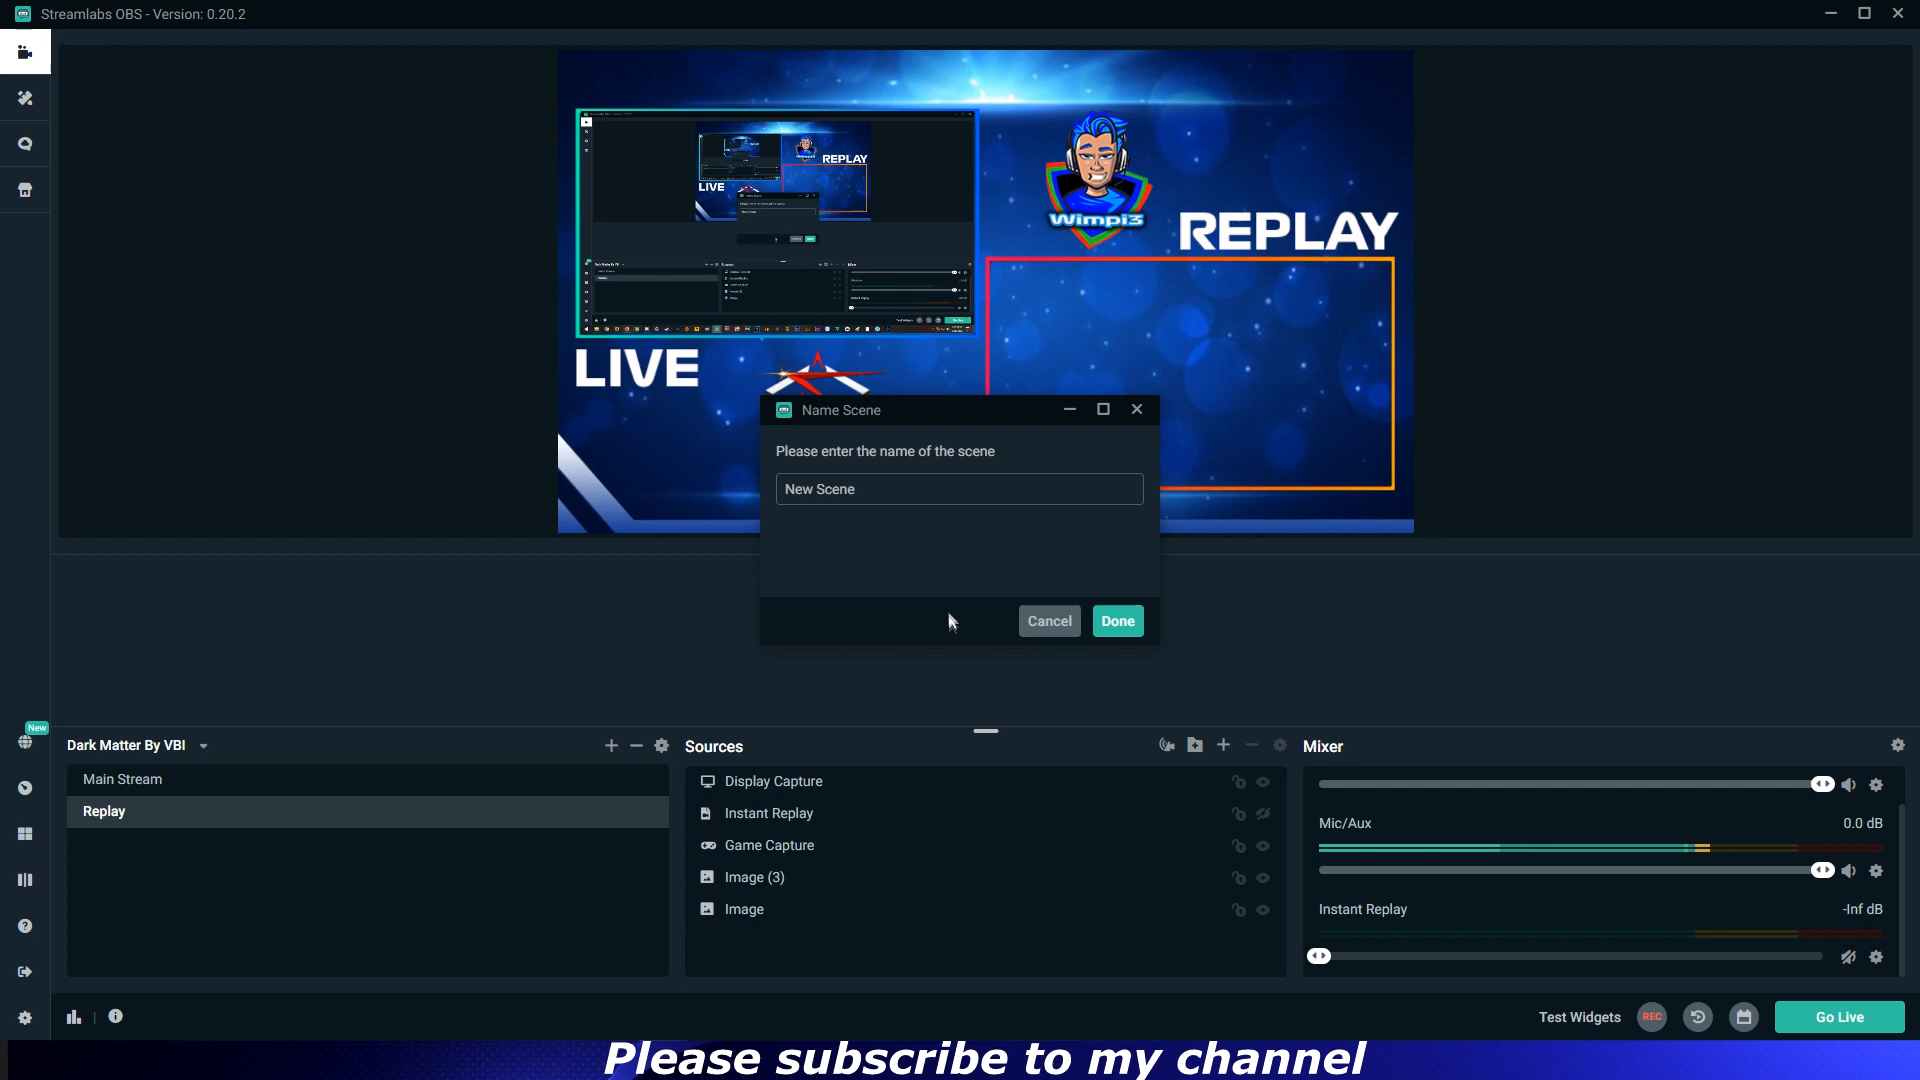 Streamlabs OBS - Version: 0.20.2
REPLAY
LIVE
Wimpi3
REPLAY
LIVE
Name Scene
Please enter the name of the scene
New Scene
Cancel
Done
New
Dark Matter By VBI
Main Stream
Replay
Sources
Display Capture
Instant Replay
Game Capture
Image (3)
Image
Mixer
Mic/Aux
0.0 dB
Instant Replay
-Inf dB
Test Widgets
REC
Go Live
Please subscribe to my channel